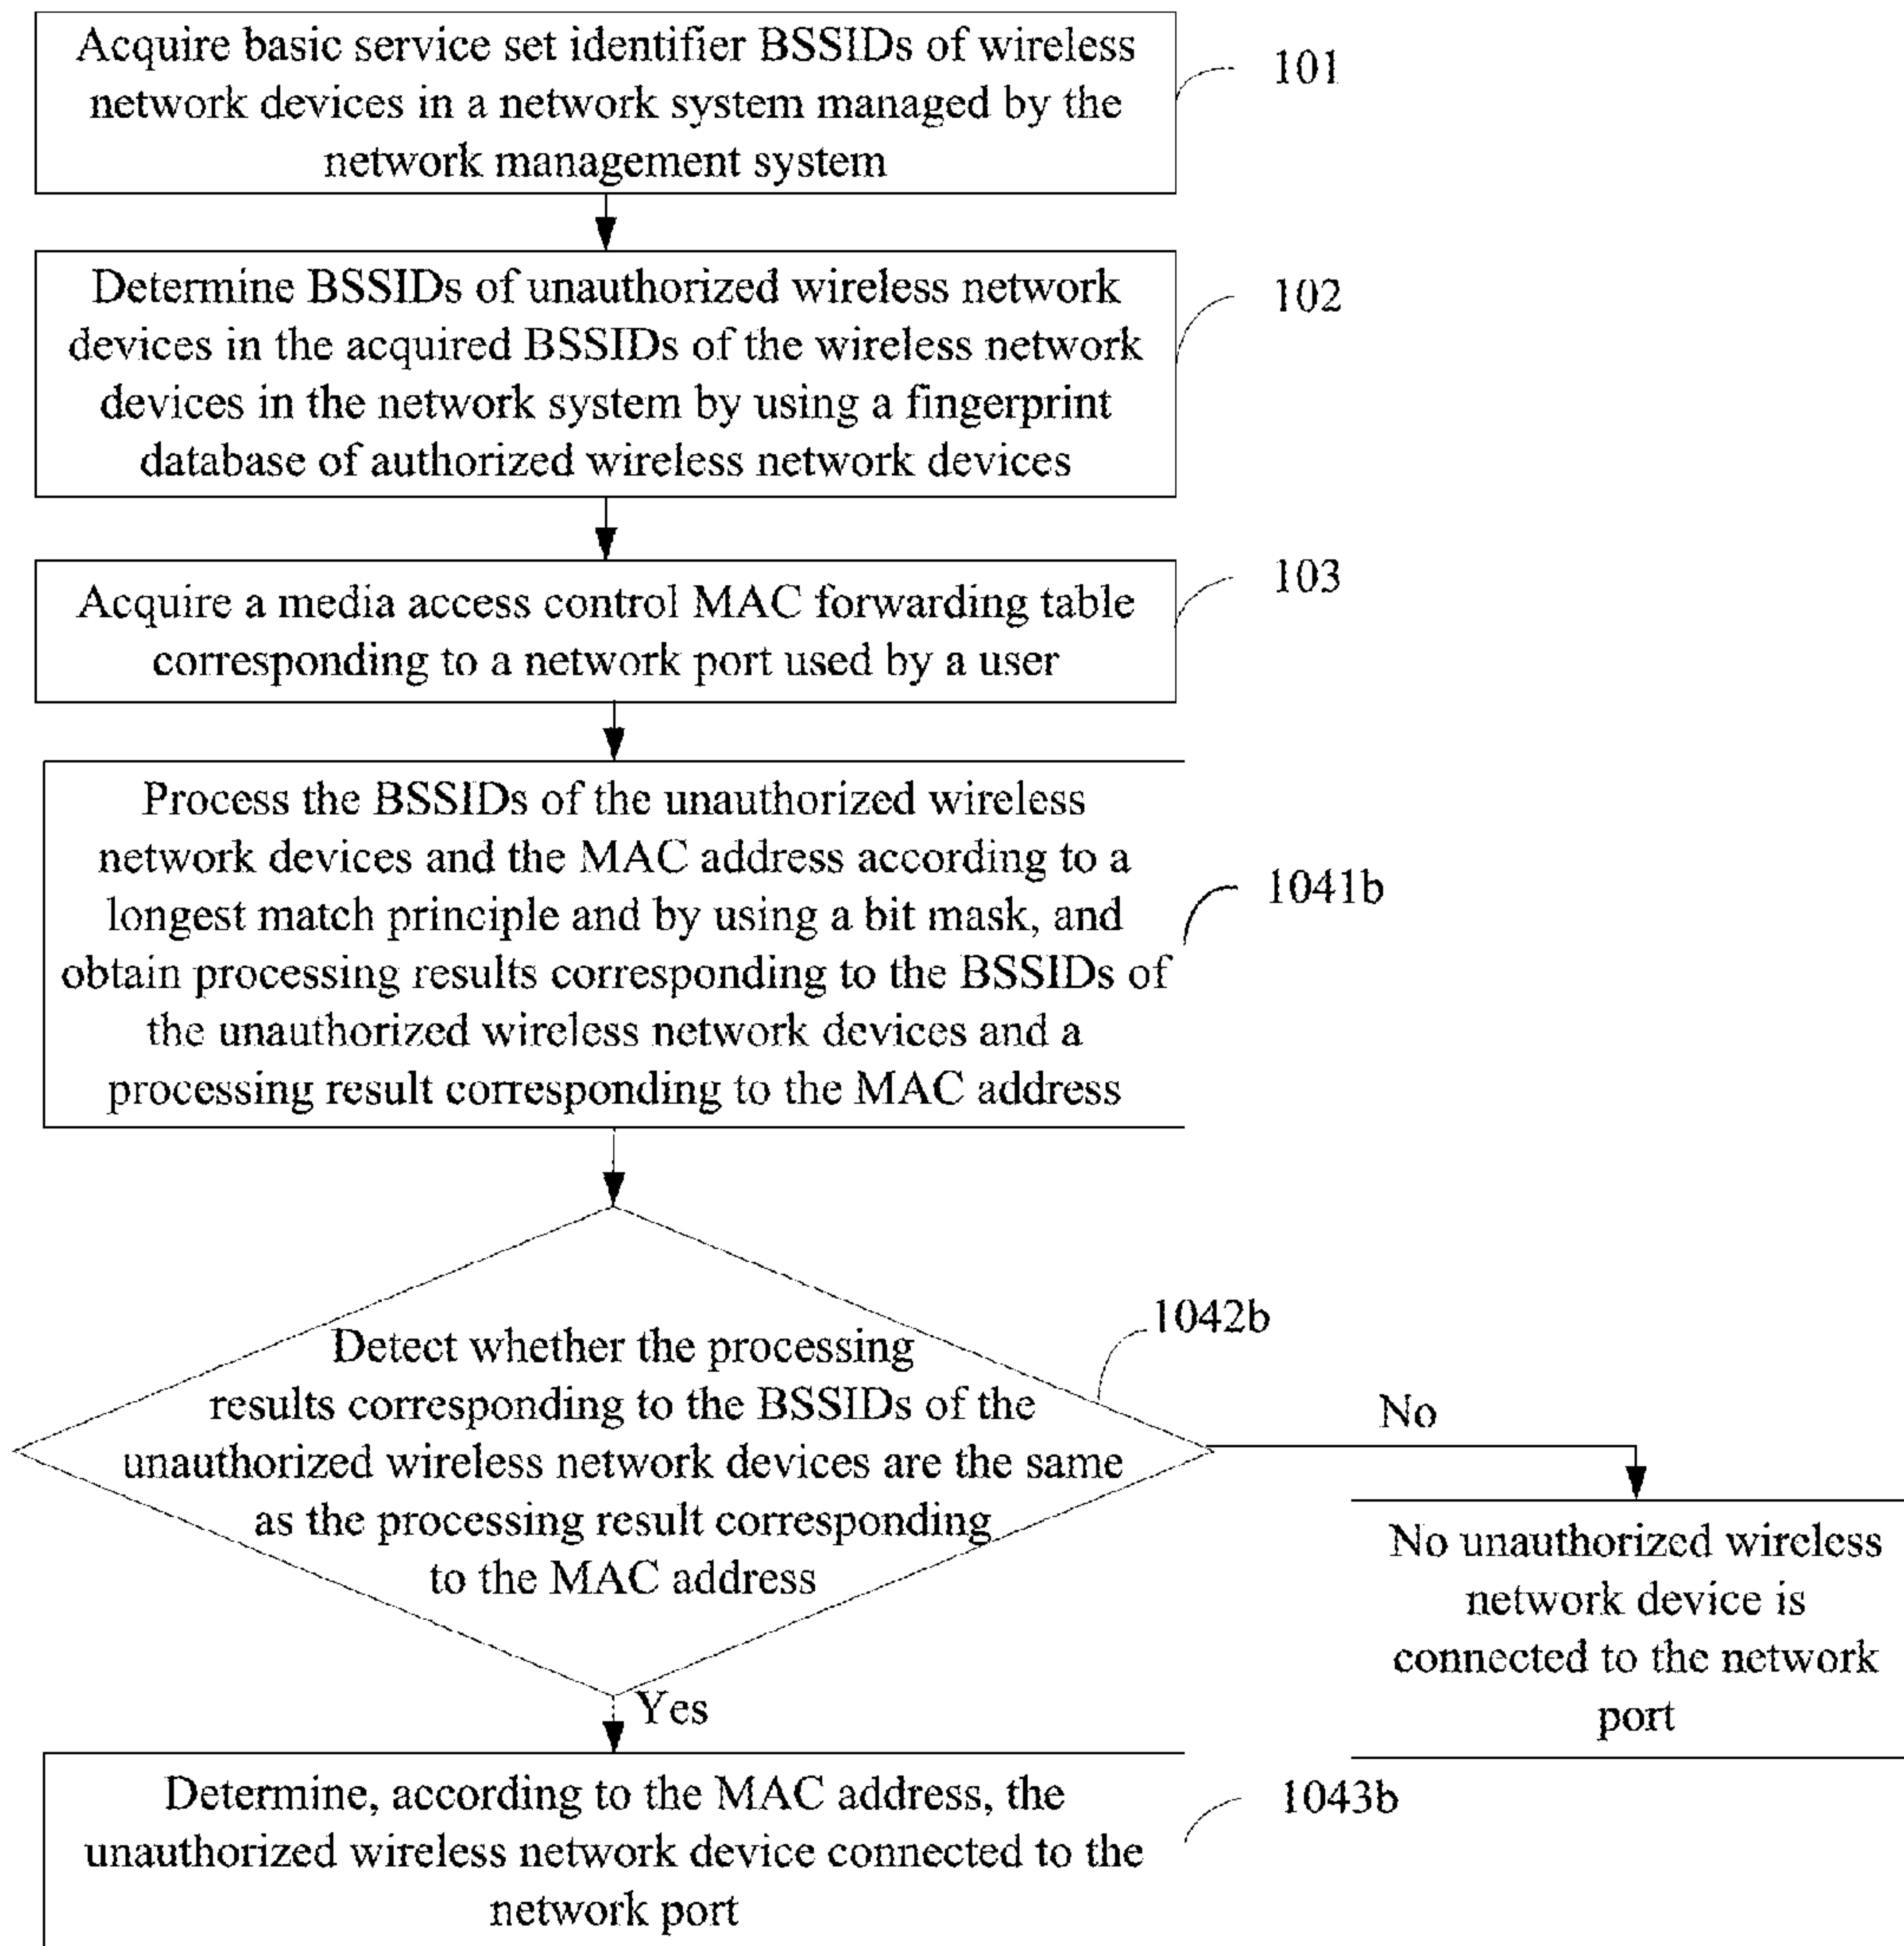 Acquire basic service set identifier BSSIDs of wireless
network devices in a network system managed by the
network management system
101
Determine BSSIDs of unauthorized wireless network
devices in the acquired BSSIDs of the wireless network
devices in the network system by using a fingerprint
database of authorized wireless network devices
102
Acquire a media access control MAC forwarding table
corresponding to a network port used by a user
103
Process the BSSIDs of the unauthorized wireless
network devices and the MAC address according to a
longest match principle and by using a bit mask, and
obtain processing results corresponding to the BSSIDs of
the unauthorized wireless network devices and a
processing result corresponding to the MAC address
1041b
Detect whether the processing
results corresponding to the BSSIDs of the
unauthorized wireless network devices are the same
as the processing result corresponding
to the MAC address
1042b
No
No unauthorized wireless
network device is
connected to the network
port
Yes
Determine, according to the MAC address, the
unauthorized wireless network device connected to the
network port
1043b